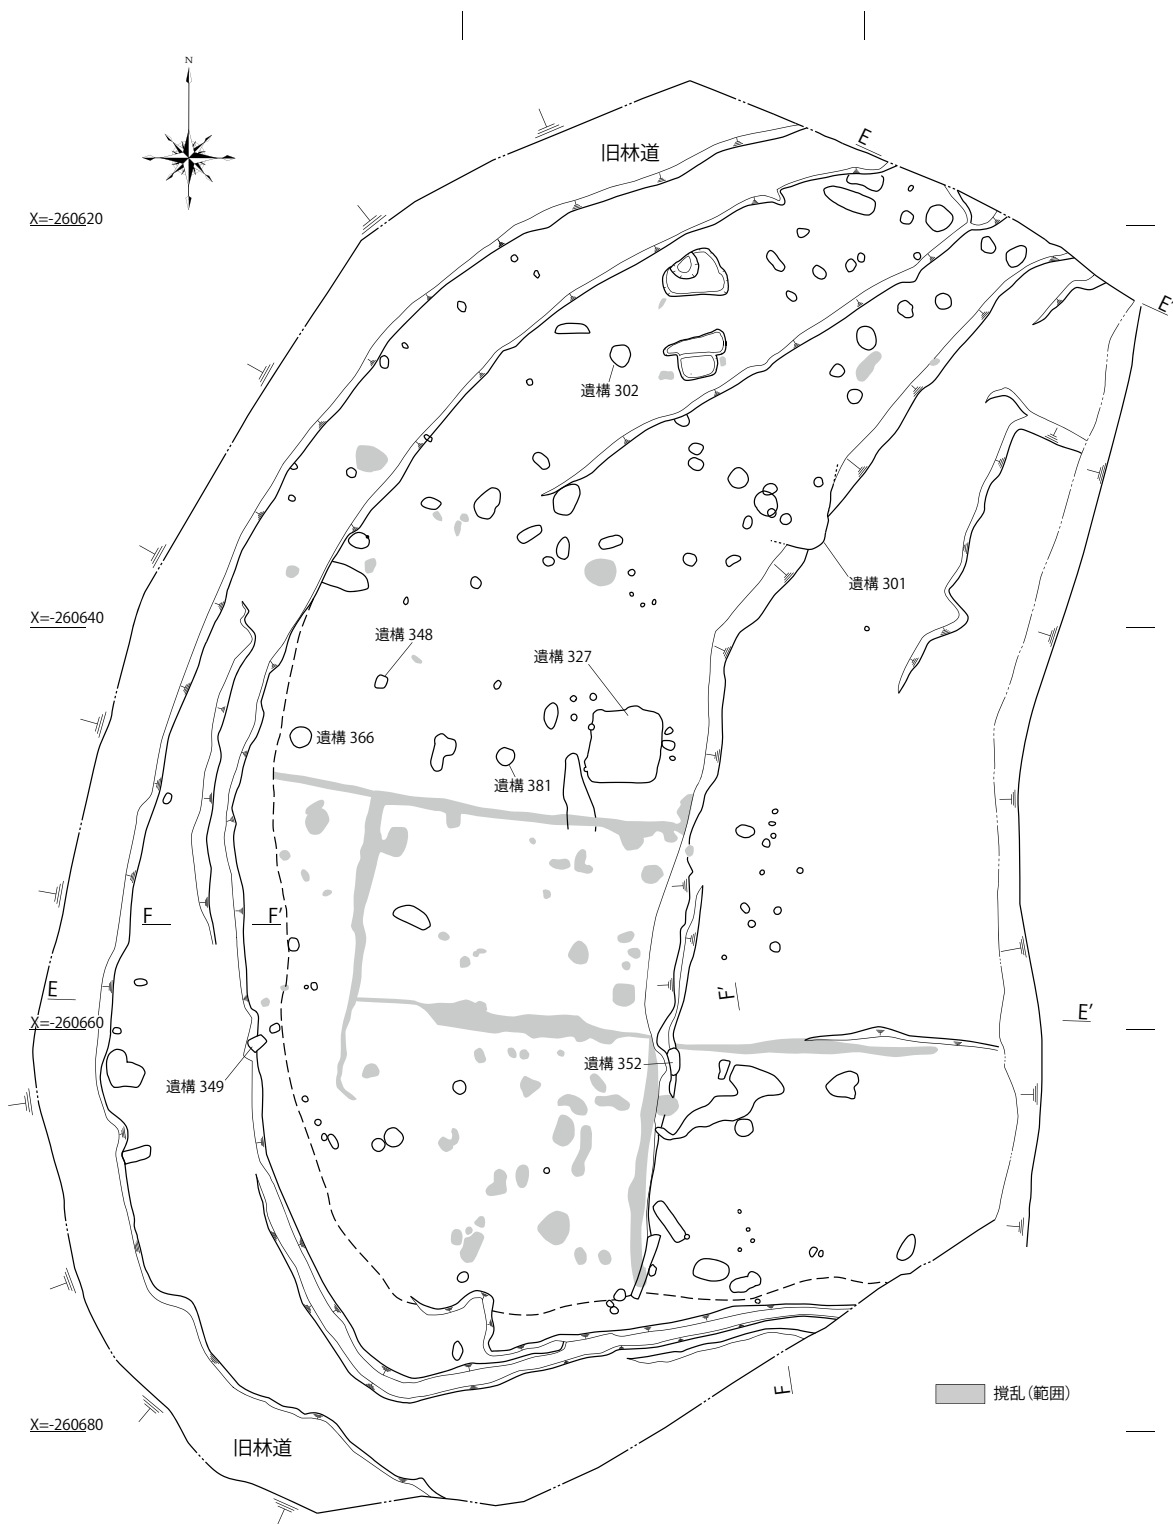 N
旧林道
E
X=-260620
E'
遺構 302
遺構 301
X=-260640
遺構 348
遺構 327
遺構 366
遺構 381
F
F'
E
F'
E'
X=-260660
遺構 352
遺構 349
F
撹乱（範囲）
X=-260680
旧林道